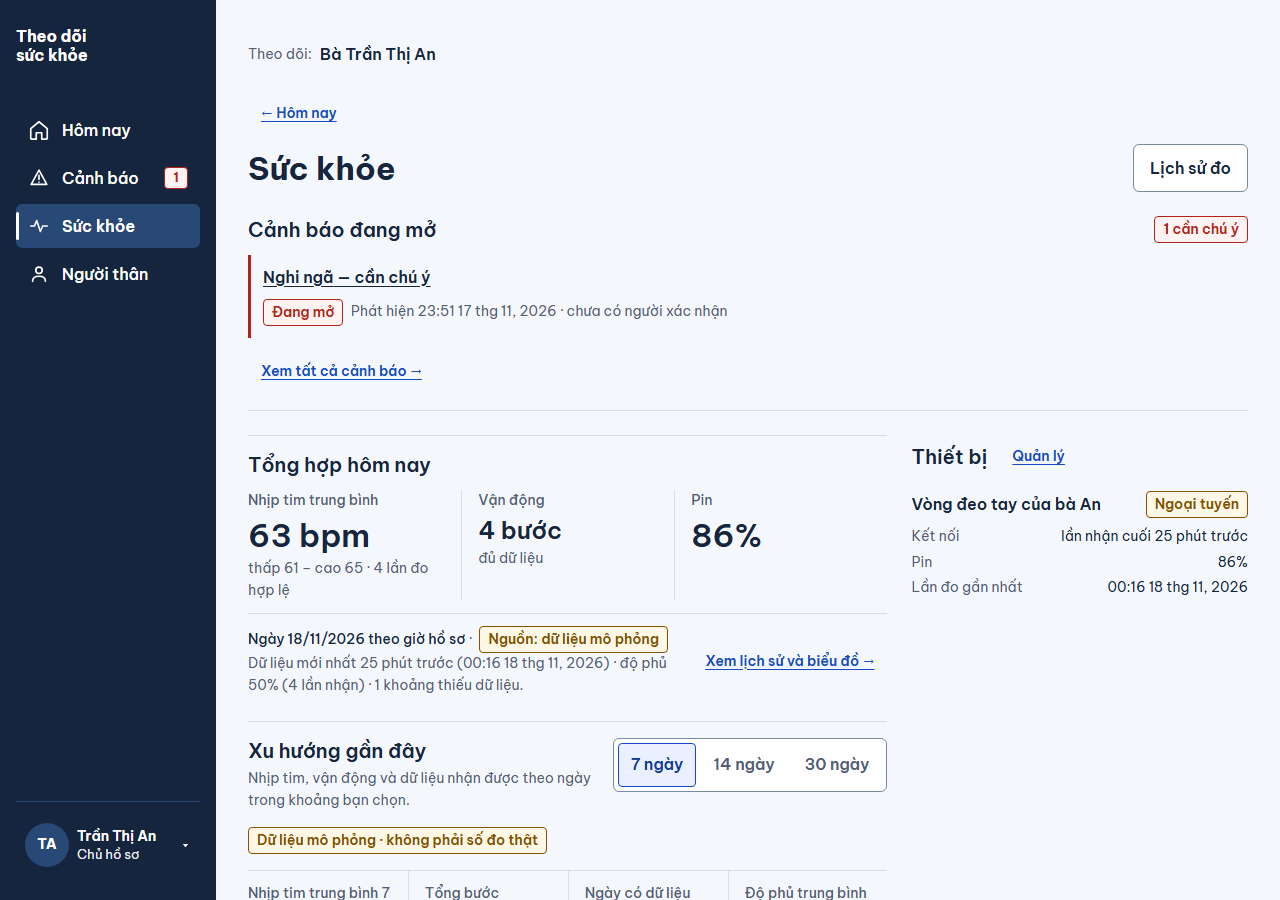 Theo dõi
sức khỏe
Hôm nay
Cảnh báo
1
Sức khỏe
Người thân
TA
Trần Thị An
Chủ hồ sơ
Theo dõi: Bà Trần Thị An
← Hôm nay
Sức khỏe
Lịch sử đo
Cảnh báo đang mở
1 cần chú ý
Nghi ngã — cần chú ý
Đang mở Phát hiện 23:51 17 thg 11, 2026 · chưa có người xác nhận
Xem tất cả cảnh báo →
Tổng hợp hôm nay
Nhịp tim trung bình
63 bpm
thấp 61 – cao 65 · 4 lần đo
hợp lệ
Vận động
4 bước
đủ dữ liệu
Pin
86%
Ngày 18/11/2026 theo giờ hồ sơ · Nguồn: dữ liệu mô phỏng
Dữ liệu mới nhất 25 phút trước (00:16 18 thg 11, 2026) · độ phủ
50% (4 lần nhận) · 1 khoảng thiếu dữ liệu.
Xem lịch sử và biểu đồ →
Xu hướng gần đây
Nhịp tim, vận động và dữ liệu nhận được theo ngày
trong khoảng bạn chọn.
7 ngày
14 ngày
30 ngày
Dữ liệu mô phỏng · không phải số đo thật
Nhịp tim trung bình 7
Tổng bước
Ngày có dữ liệu
Độ phủ trung bình
Thiết bị
Quản lý
Vòng đeo tay của bà An
Ngoại tuyến
Kết nối lần nhận cuối 25 phút trước
Pin 86%
Lần đo gần nhất 00:16 18 thg 11, 2026